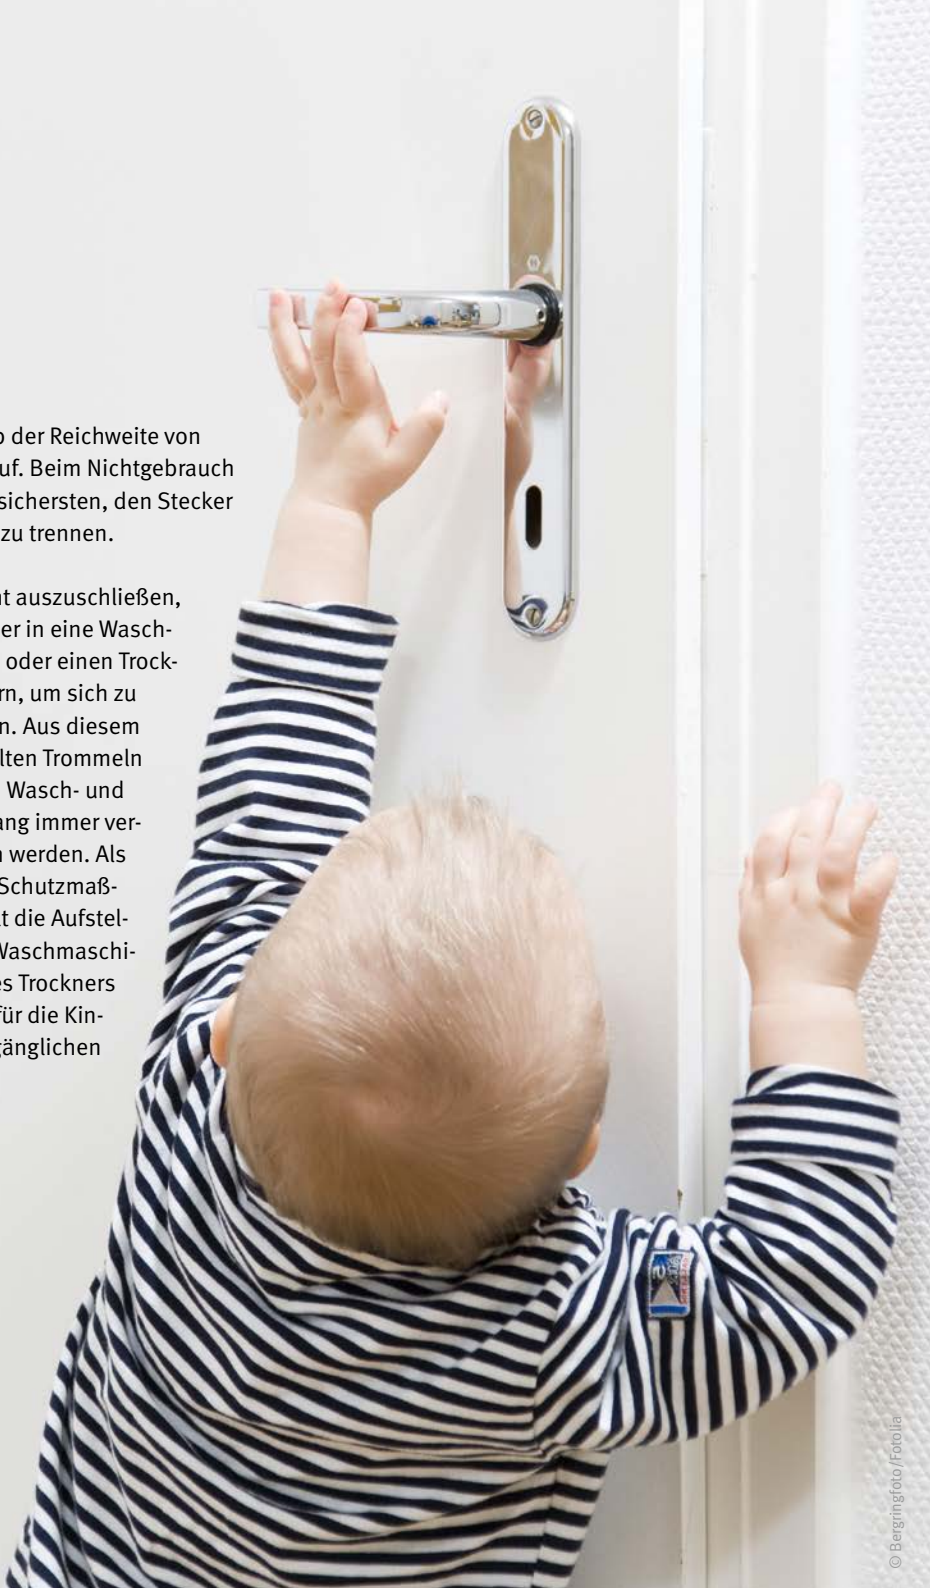 der Reichweite von
uf. Beim Nichtgebrauch
sichersten, den Stecker
zu trennen.
t auszuschließen,
er in eine Wasch-
oder einen Trock-
rn, um sich zu
n. Aus diesem
lten Trommeln
Wasch- und
ang immer ver-
werden. Als
Schutzmaß-
t die Aufstel-
Waschmaschi-
es Trockners
für die Kin-
gänglichen
© Bergringfoto/Fotolia